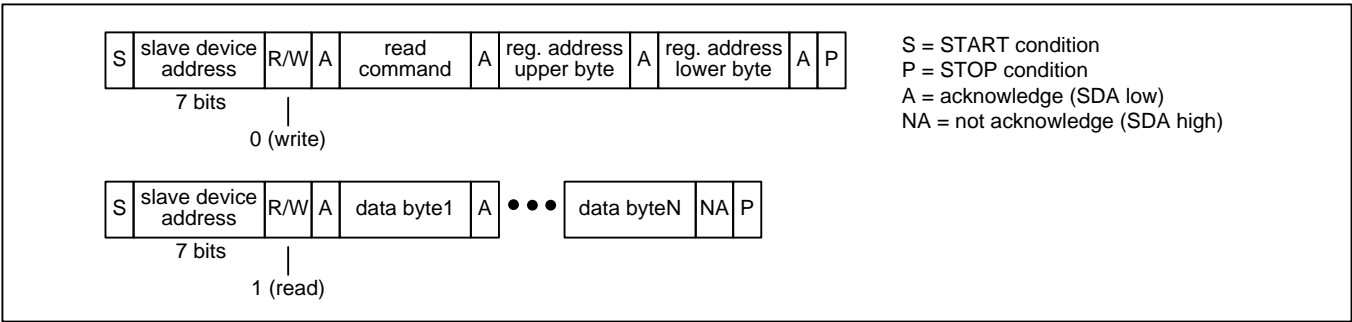 S slave device address R/W A read command A reg. address upper byte A reg. address lower byte A P
7 bits
0 (write)
S = START condition
P = STOP condition
A = acknowledge (SDA low)
NA = not acknowledge (SDA high)
S slave device address R/W A data byte1 A data byteN NA P
7 bits
1 (read)